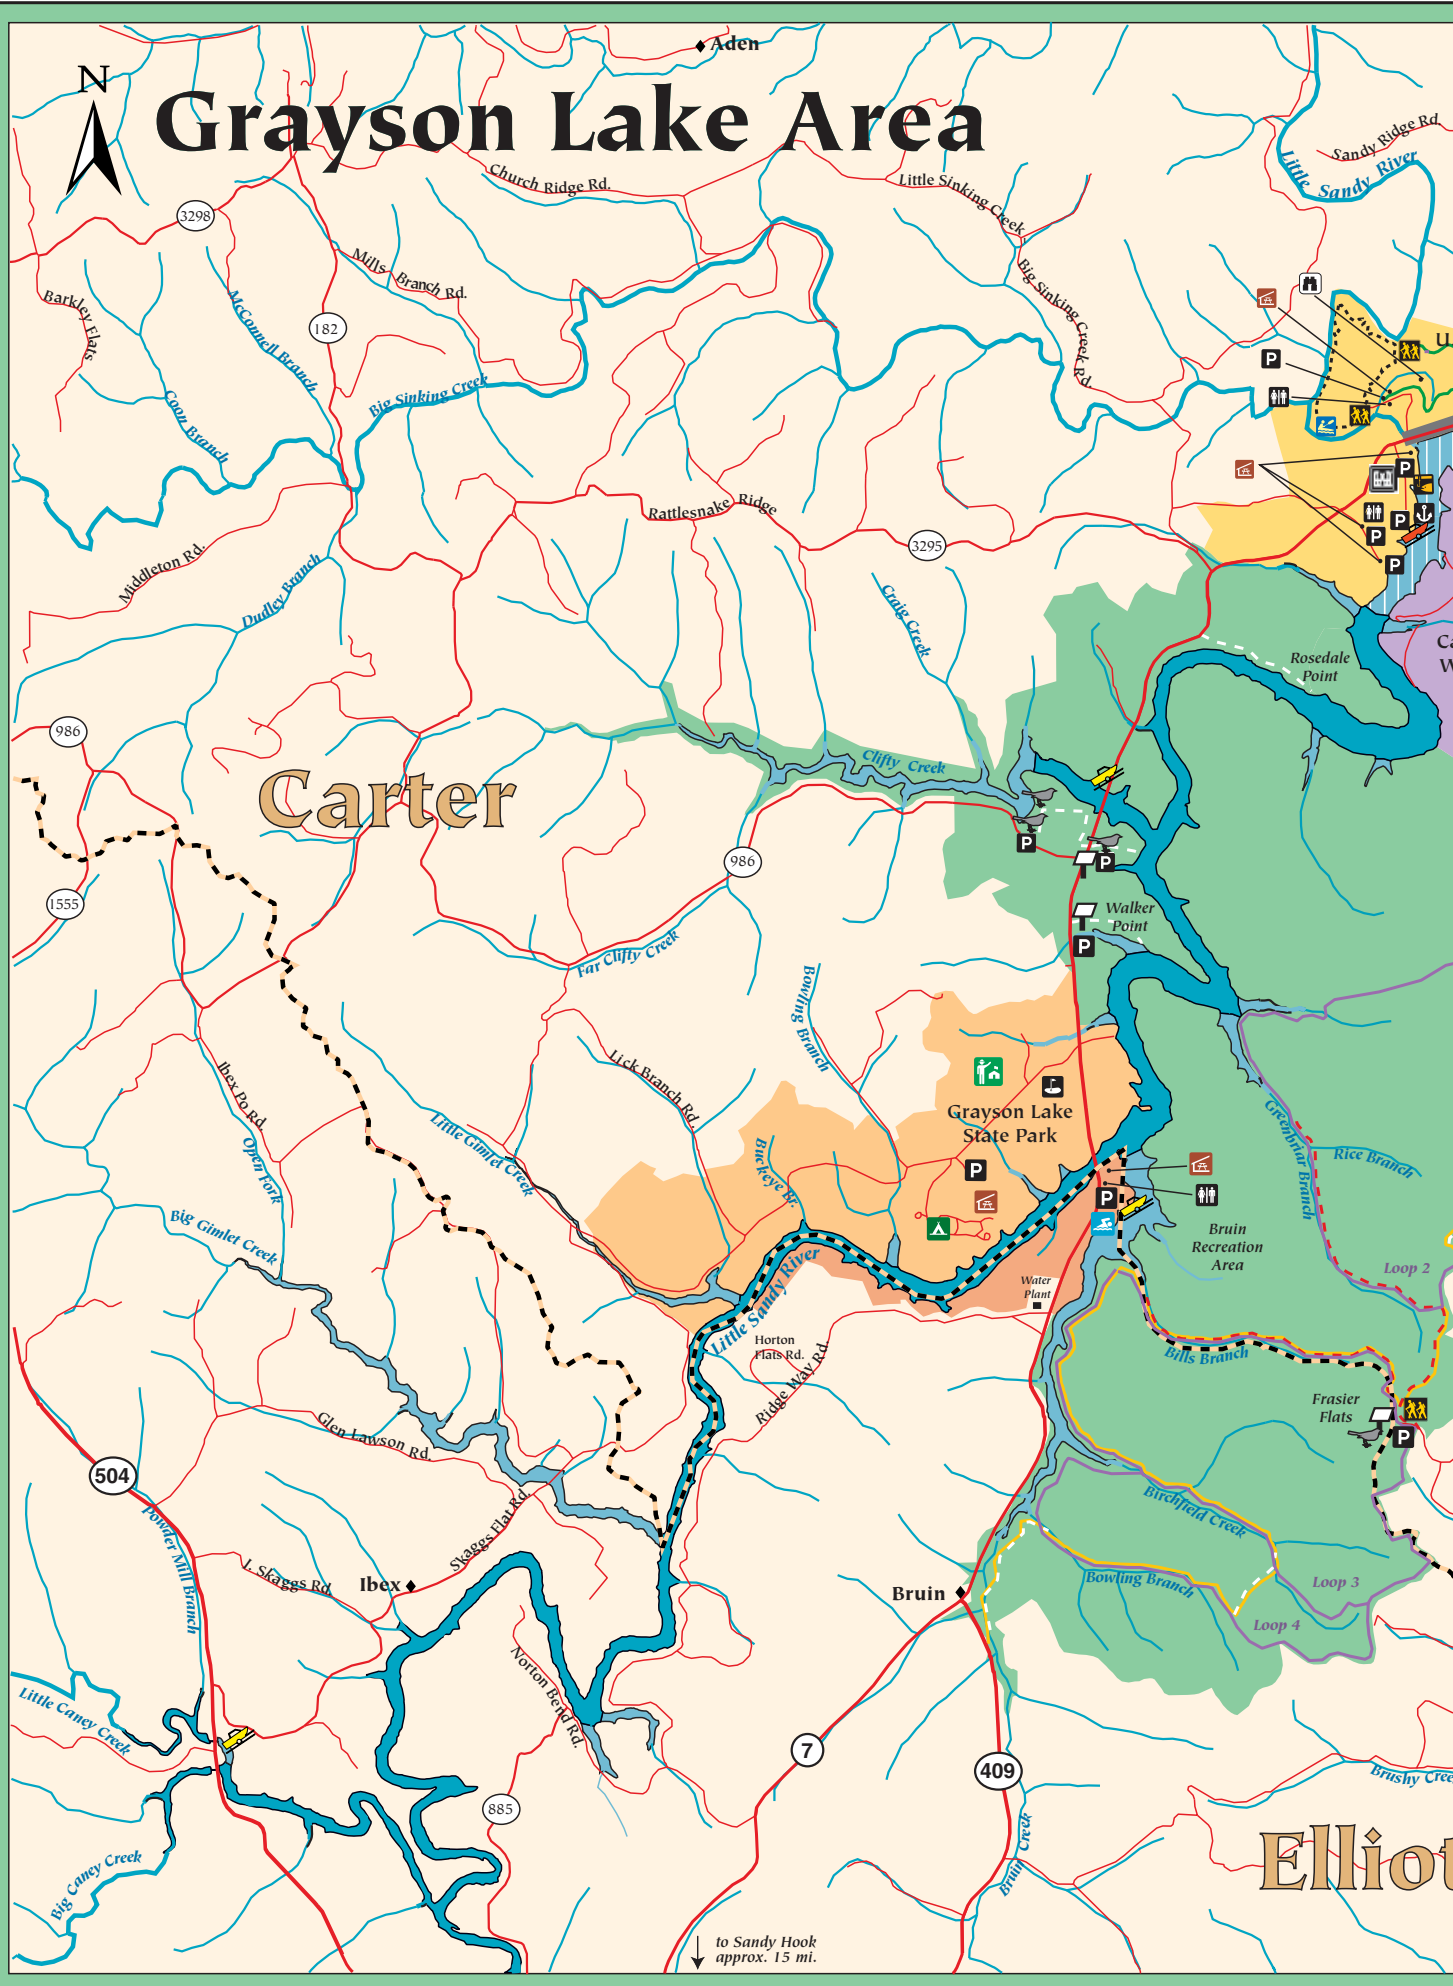 Aden
N
Grayson Lake Area
Sandy Ridge Rd.
Little Sandy River
Church Ridge Rd.
Little Sinking Creek
3298
Mills Branch Rd.
Big Sinking Creek Rd.
Barkley Flats
McConnell Branch
182
P
U
Big Sinking Creek
Coon Branch
P
Rattlesnake Ridge
P
3295
P
P
Middleton Rd.
Dudley Branch
Craig Creek
Rosedale
Point
Ca
W
986
Clifty Creek
Carter
P
986
P
1555
Walker
Point
P
Far Clifty Creek
Bowling Branch
Lick Branch Rd.
Ibex Po Rd.
Grayson Lake
State Park
Greenbriar Branch
Little Gimlet Creek
Open Fork
Buckeye Br.
Rice Branch
P
P
Big Gimlet Creek
Bruin
Recreation
Area
Little Sandy River
Loop 2
Water
Plant
Horton
Flats Rd.
Ridge Way Rd.
Bills Branch
Frasier
Flats
P
Glen Lawson Rd.
504
Powder Mill Branch
Skaggs Flat Rd.
Birchfield Creek
J. Skaggs Rd.
Ibex
Bruin
Bowling Branch
Loop 3
Loop 4
Norton Bend Rd.
Little Caney Creek
7
409
Brushy Cree
885
Bruin Creek
Elliot
Big Caney Creek
to Sandy Hook
approx. 15 mi.